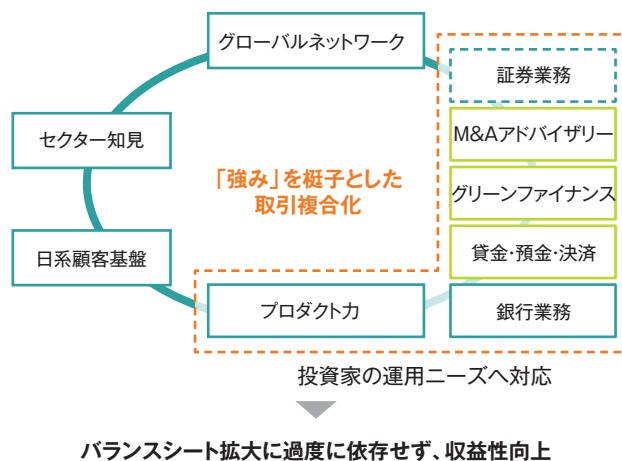 グローバルネットワーク
証券業務
セクター知見
M&Aアドバイザリー
「強み」を梃子とした
取引複合化
グリーンファイナンス
日系顧客基盤
貸金・預金・決済
プロダクト力
銀行業務
投資家の運用ニーズへ対応
バランスシート拡大に過度に依存せず、収益性向上